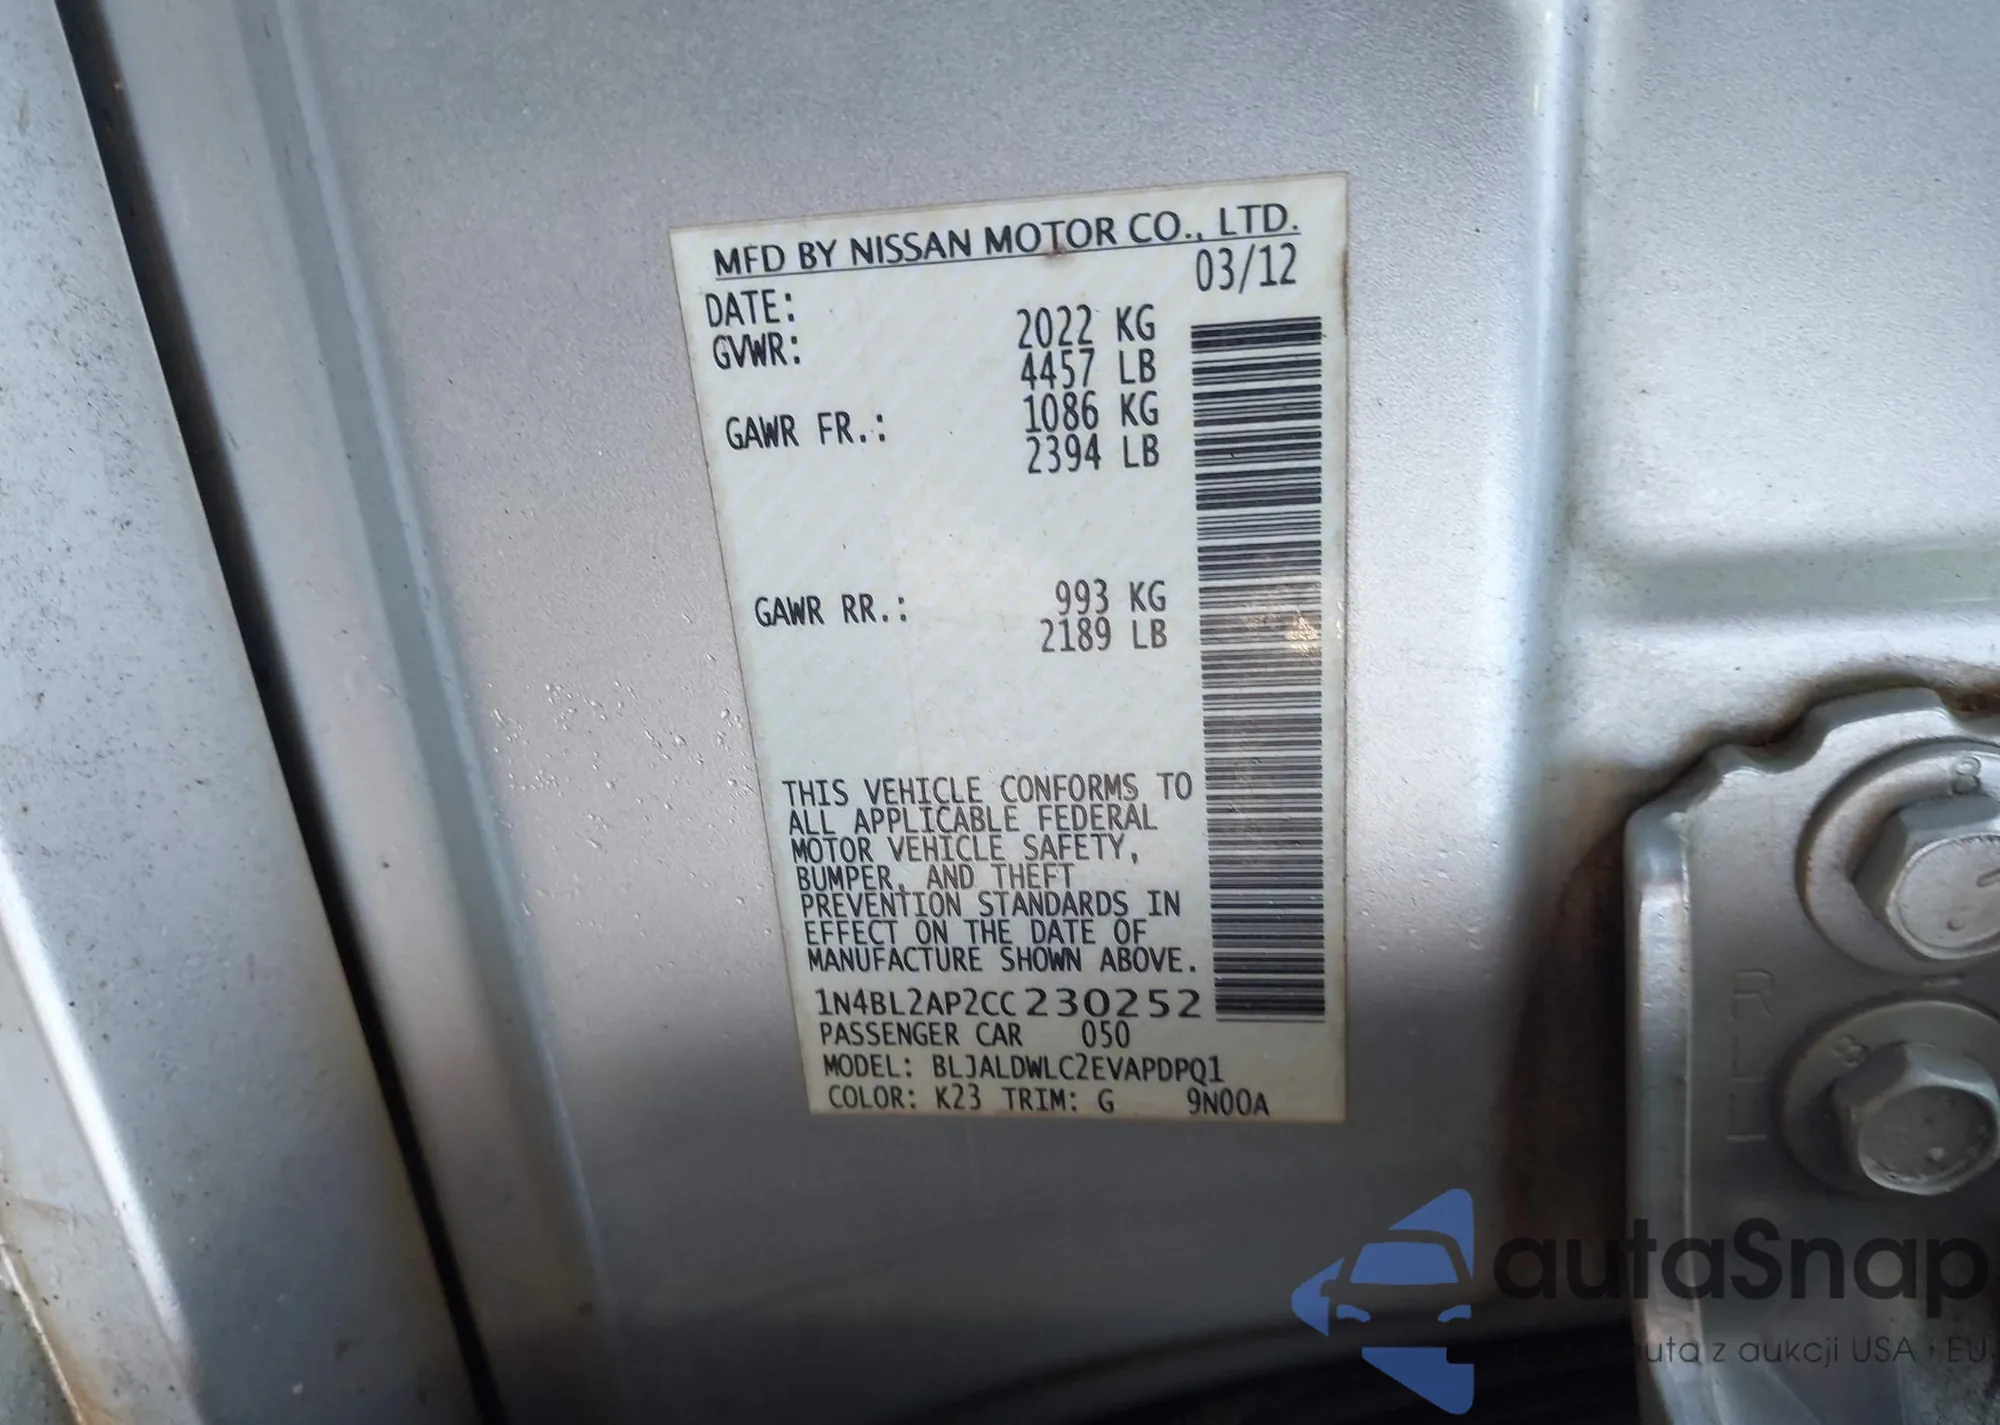 MFD BY NISSAN MOTOR CO., LTD.
DATE: 03/12
GVWR: 2022 KG
4457 LB
GAWR FR.: 1086 KG
2394 LB
GAWR RR.: 993 KG
2189 LB
THIS VEHICLE CONFORMS TO
ALL APPLICABLE FEDERAL
MOTOR VEHICLE SAFETY,
BUMPER, AND THEFT
PREVENTION STANDARDS IN
EFFECT ON THE DATE OF
MANUFACTURE SHOWN ABOVE.
1N4BL2AP2CC230252
PASSENGER CAR 050
MODEL: BLJALDWLC2EVAPDPQ1
COLOR: K23 TRIM: G 9N00A
8
8
R
autaSnap
auta z aukcji USA i EU